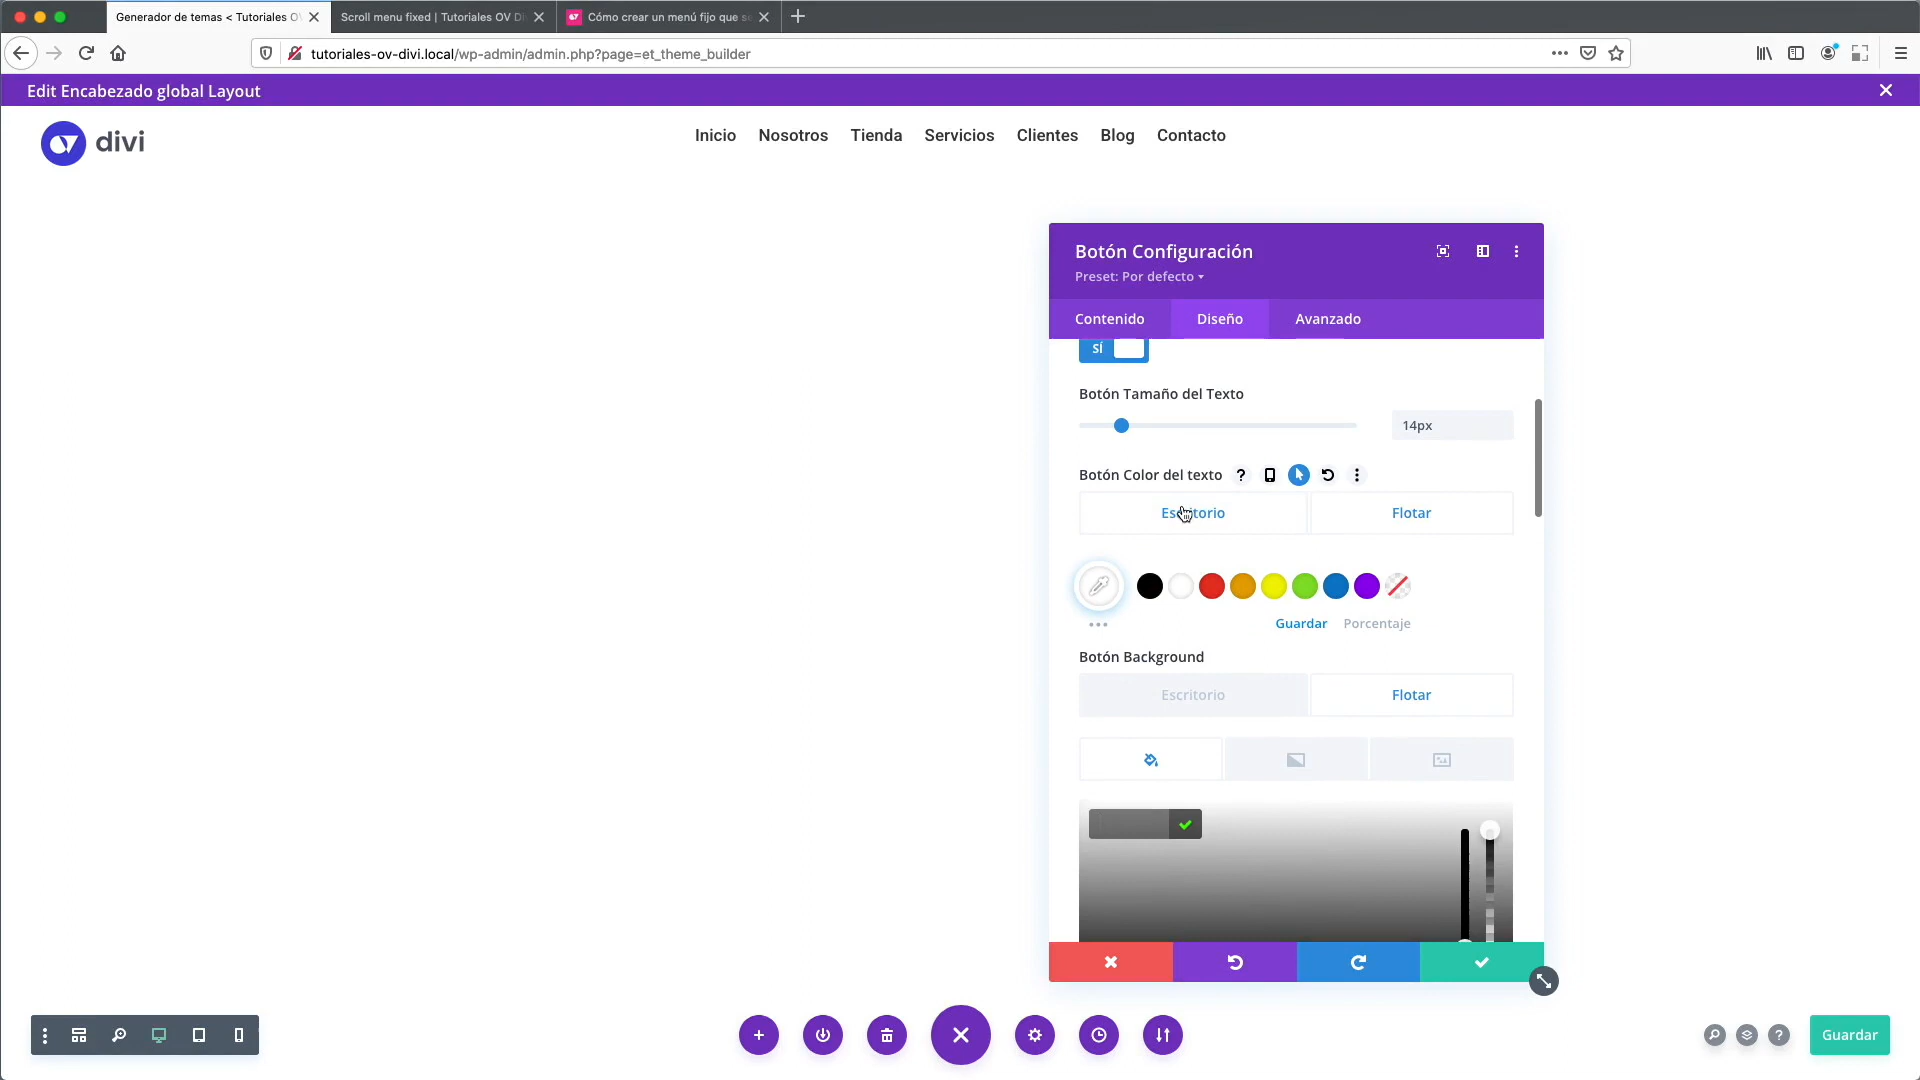 Generador de temas < Tutoriales OV
Scroll menu fixed | Tutoriales OV Di
Cómo crear un menú fijo que se
tutoriales-ov-divi.local/wp-admin/admin.php?page=et_theme_builder
Edit Encabezado global Layout
divi
Inicio
Nosotros
Tienda
Servicios
Clientes
Blog
Contacto
Botón Configuración
Preset: Por defecto
Contenido
Diseño
Avanzado
SÍ
Botón Tamaño del Texto
14px
Botón Color del texto
Escritorio
Flotar
Guardar
Porcentaje
Botón Background
Escritorio
Flotar
Guardar